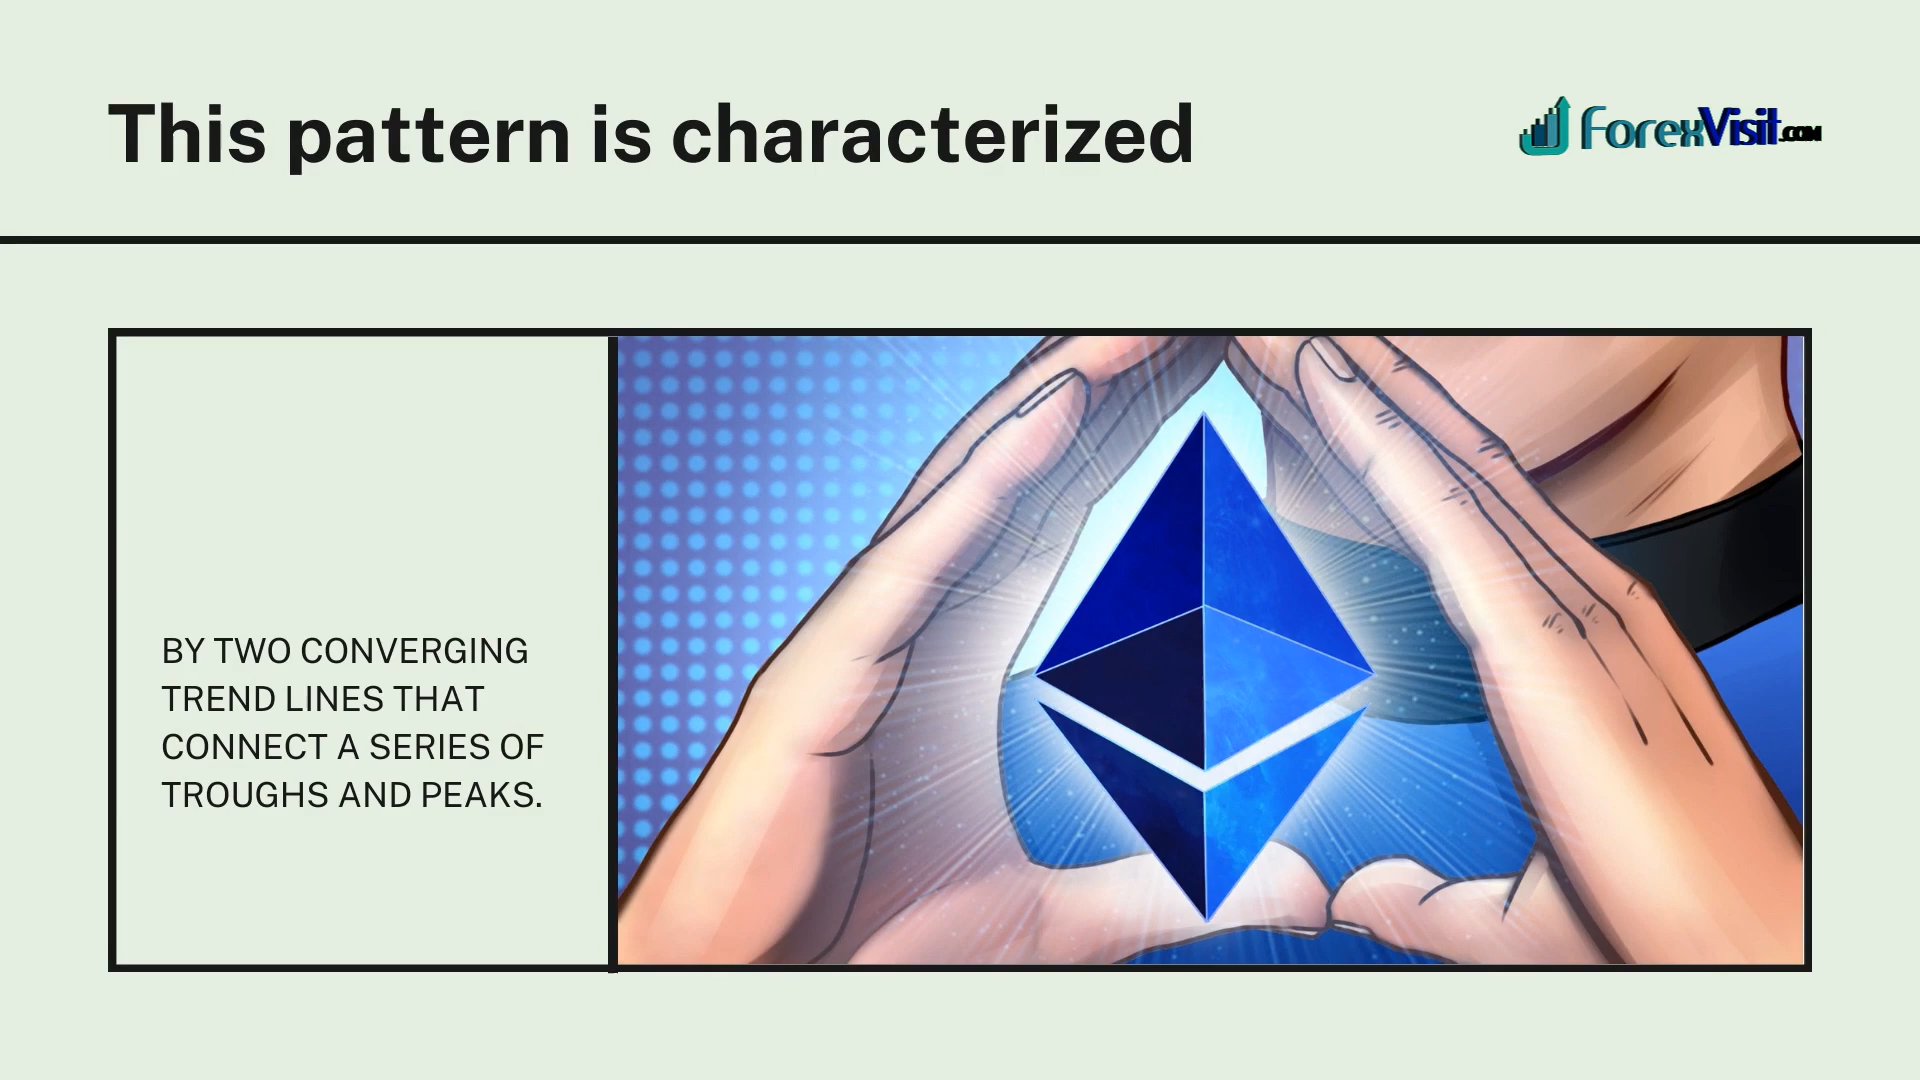 This pattern is characterized
ForexVisit.COM
BY TWO CONVERGING
TREND LINES THAT
CONNECT A SERIES OF
TROUGHS AND PEAKS.